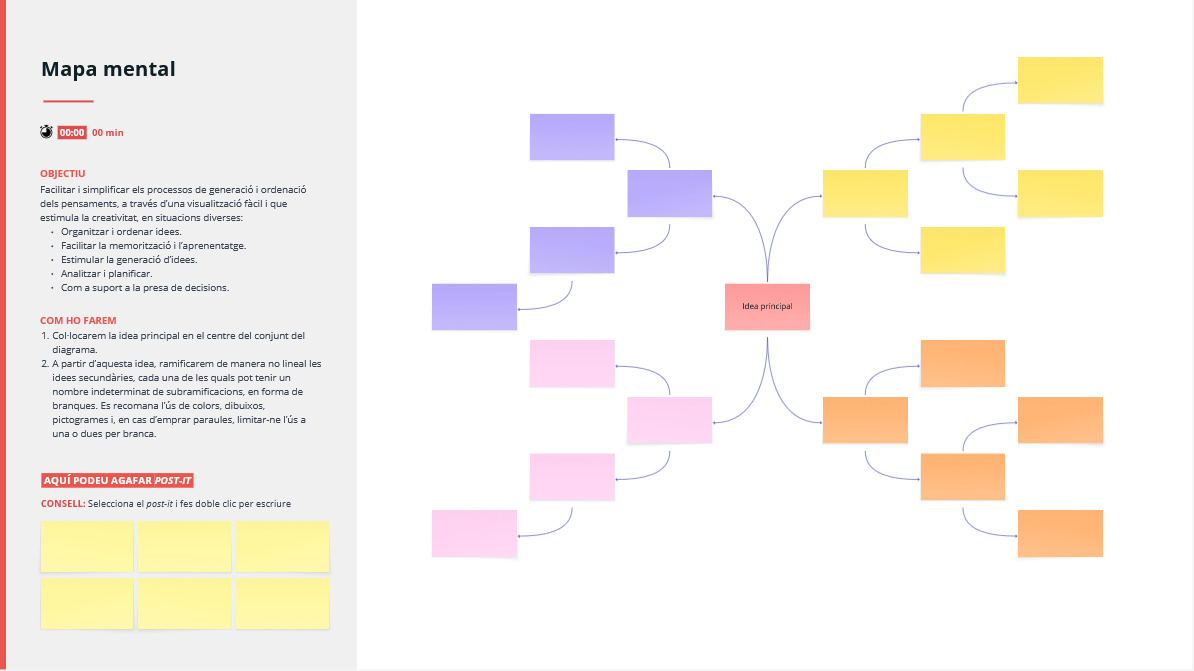 Mapa mental
00:00 00 min
OBJECTIU
Facilitar i simplificar els processos de generació i ordenació
dels pensaments, a través d'una visualització fàcil i que
estimula la creativitat, en situacions diverses:
• Organitzar i ordenar idees.
• Facilitar la memorització i l'aprenentatge.
• Estimular la generació d'idees.
• Analitzar i planificar.
• Com a suport a la presa de decisions.
COM HO FAREM
1. Col·locarem la idea principal en el centre del conjunt del
diagrama.
2. A partir d'aquesta idea, ramificarem de manera no lineal les
idees secundàries, cada una de les quals pot tenir un
nombre indeterminat de subramificacions, en forma de
branques. Es recomana l'ús de colors, dibuixos,
pictogrames i, en cas d'emprar paraules, limitar-ne l'ús a
una o dues per branca.
AQUÍ PODEU AGAFAR POST-IT
CONSELL: Selecciona el post-it i fes doble clic per escriure
Idea principal